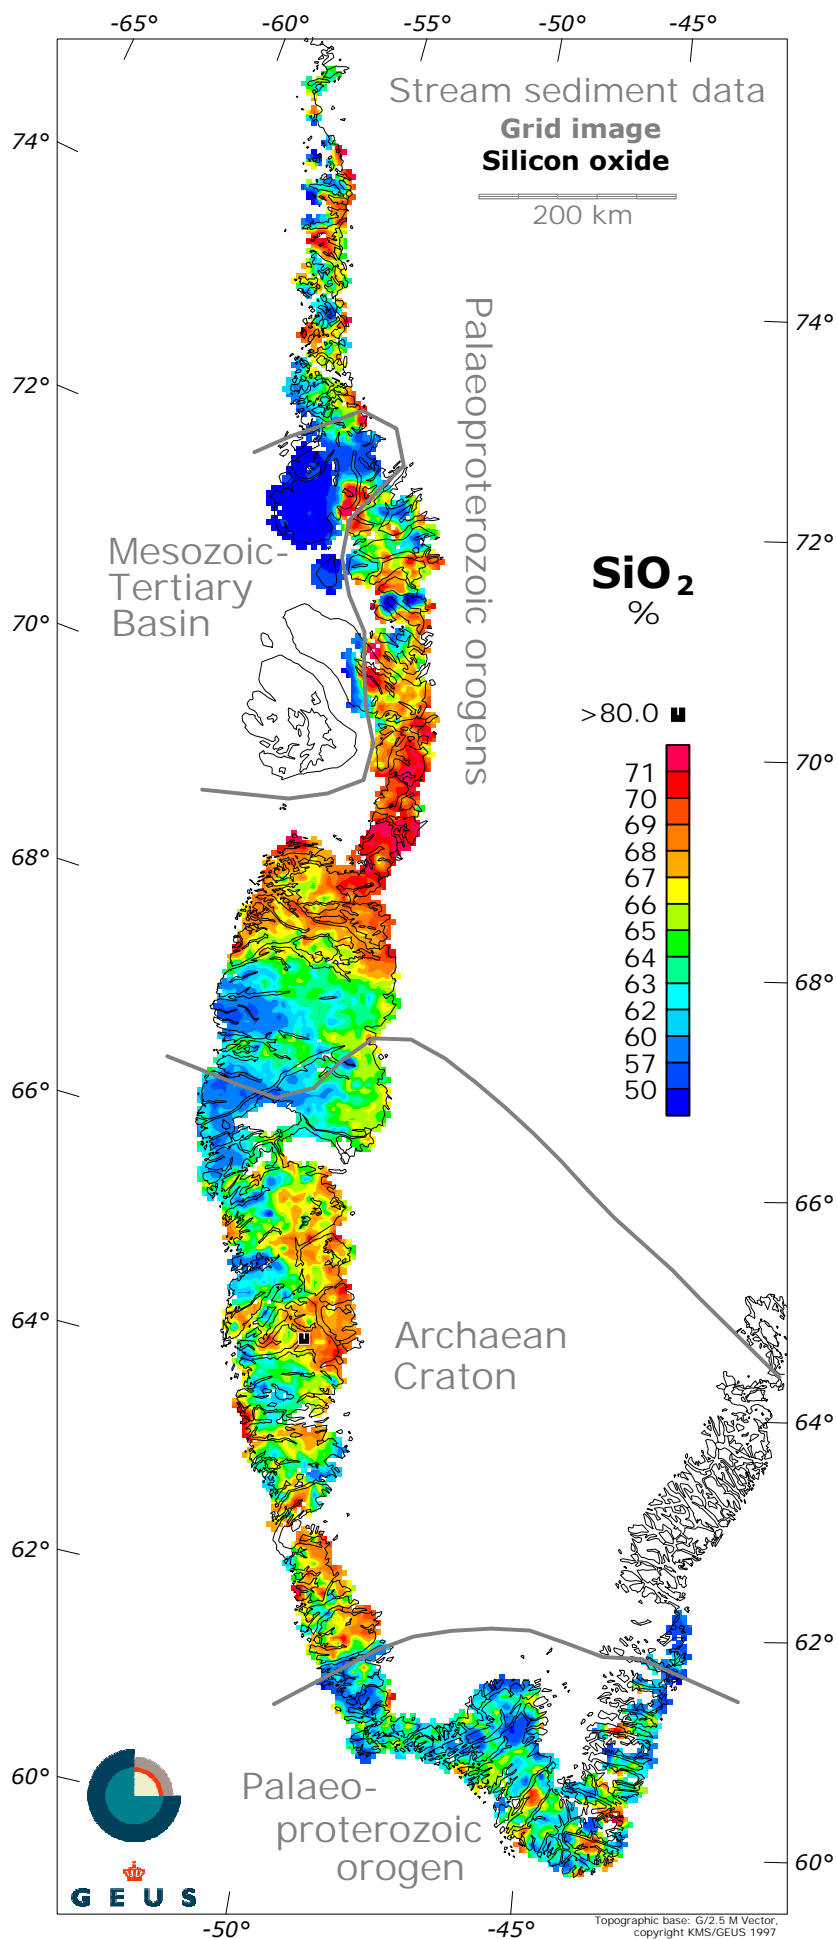 -65° -60° -55° -50° -45°
Stream sediment data
Grid image
Silicon oxide
200 km
74°
74°
72°
72°
70°
70°
68°
68°
66°
66°
64°
64°
62°
62°
60°
60°
Palaeoproterozoic orogens
Mesozoic-
Tertiary
Basin
SiO2
%
>80.0
71
70
69
68
67
66
65
64
63
62
60
57
50
Archaean
Craton
Palaeo-
proterozoic
orogen
GEUS
-50° -45°
Topographic base: G/2.5 M Vector,
copyright KMS/GEUS 1997